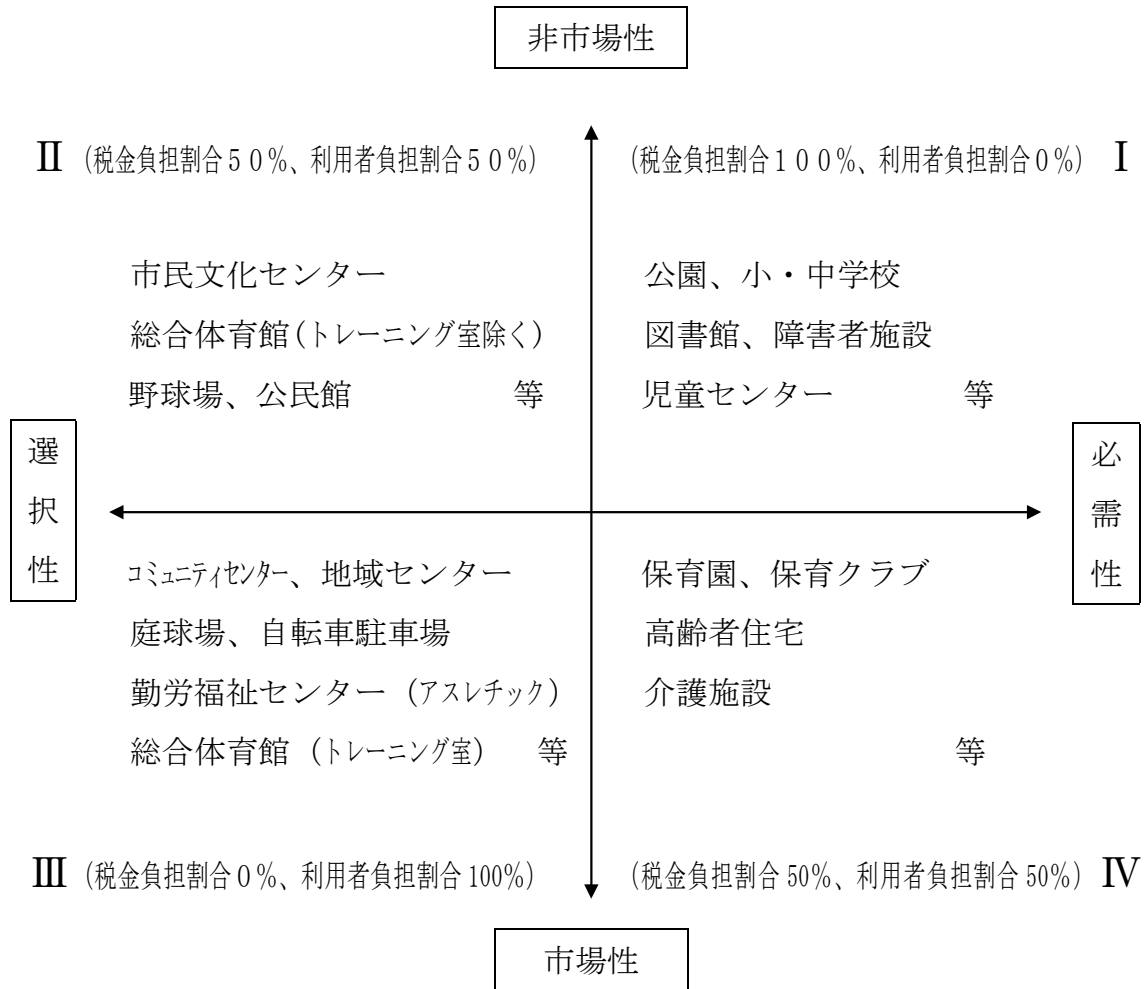 非市場性
Ⅱ (税金負担割合50%、利用者負担割合50%)
(税金負担割合100%、利用者負担割合0%) Ⅰ
市民文化センター
総合体育館(トレーニング室除く)
野球場、公民館 等
公園、小・中学校
図書館、障害者施設
児童センター 等
選択性
必需性
コミュニティセンター、地域センター
庭球場、自転車駐車場
勤労福祉センター(アスレチック)
総合体育館(トレーニング室) 等
保育園、保育クラブ
高齢者住宅
介護施設
等
Ⅲ (税金負担割合0%、利用者負担割合100%)
(税金負担割合50%、利用者負担割合50%) Ⅳ
市場性